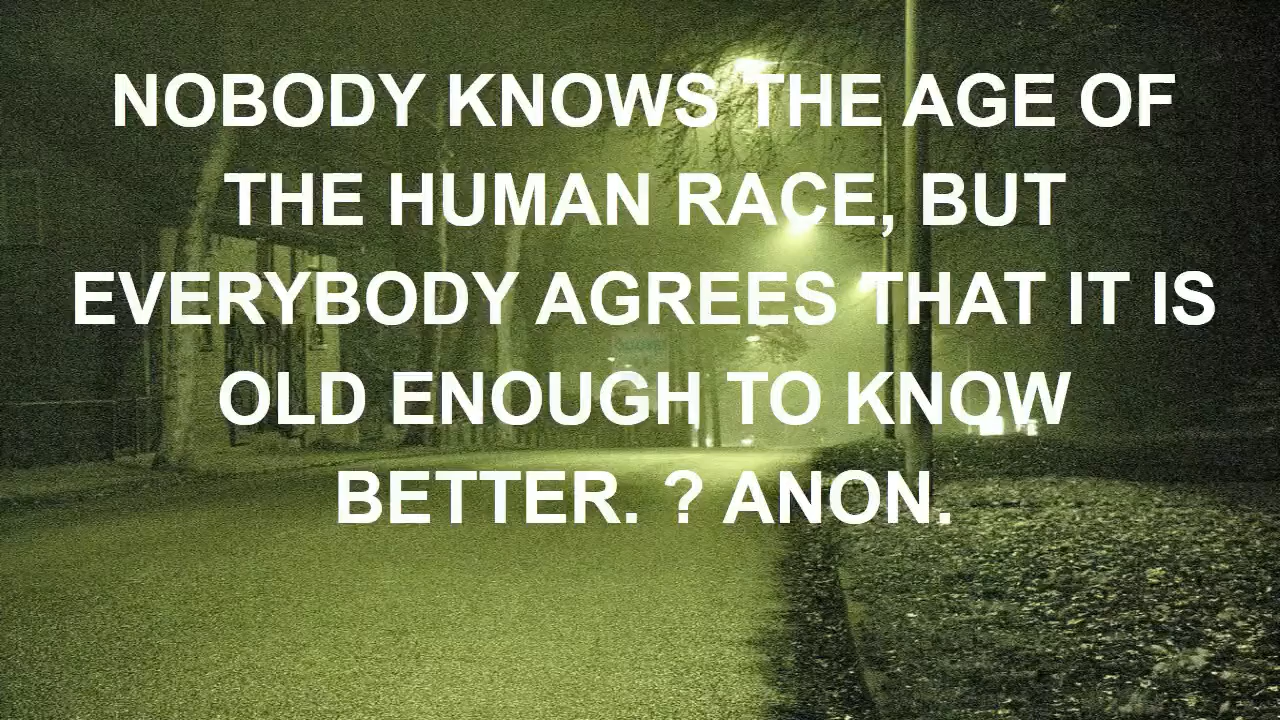 NOBODY KNOWS THE AGE OF
THE HUMAN RACE, BUT
EVERYBODY AGREES THAT IT IS
OLD ENOUGH TO KNOW
BETTER. ? ANON.